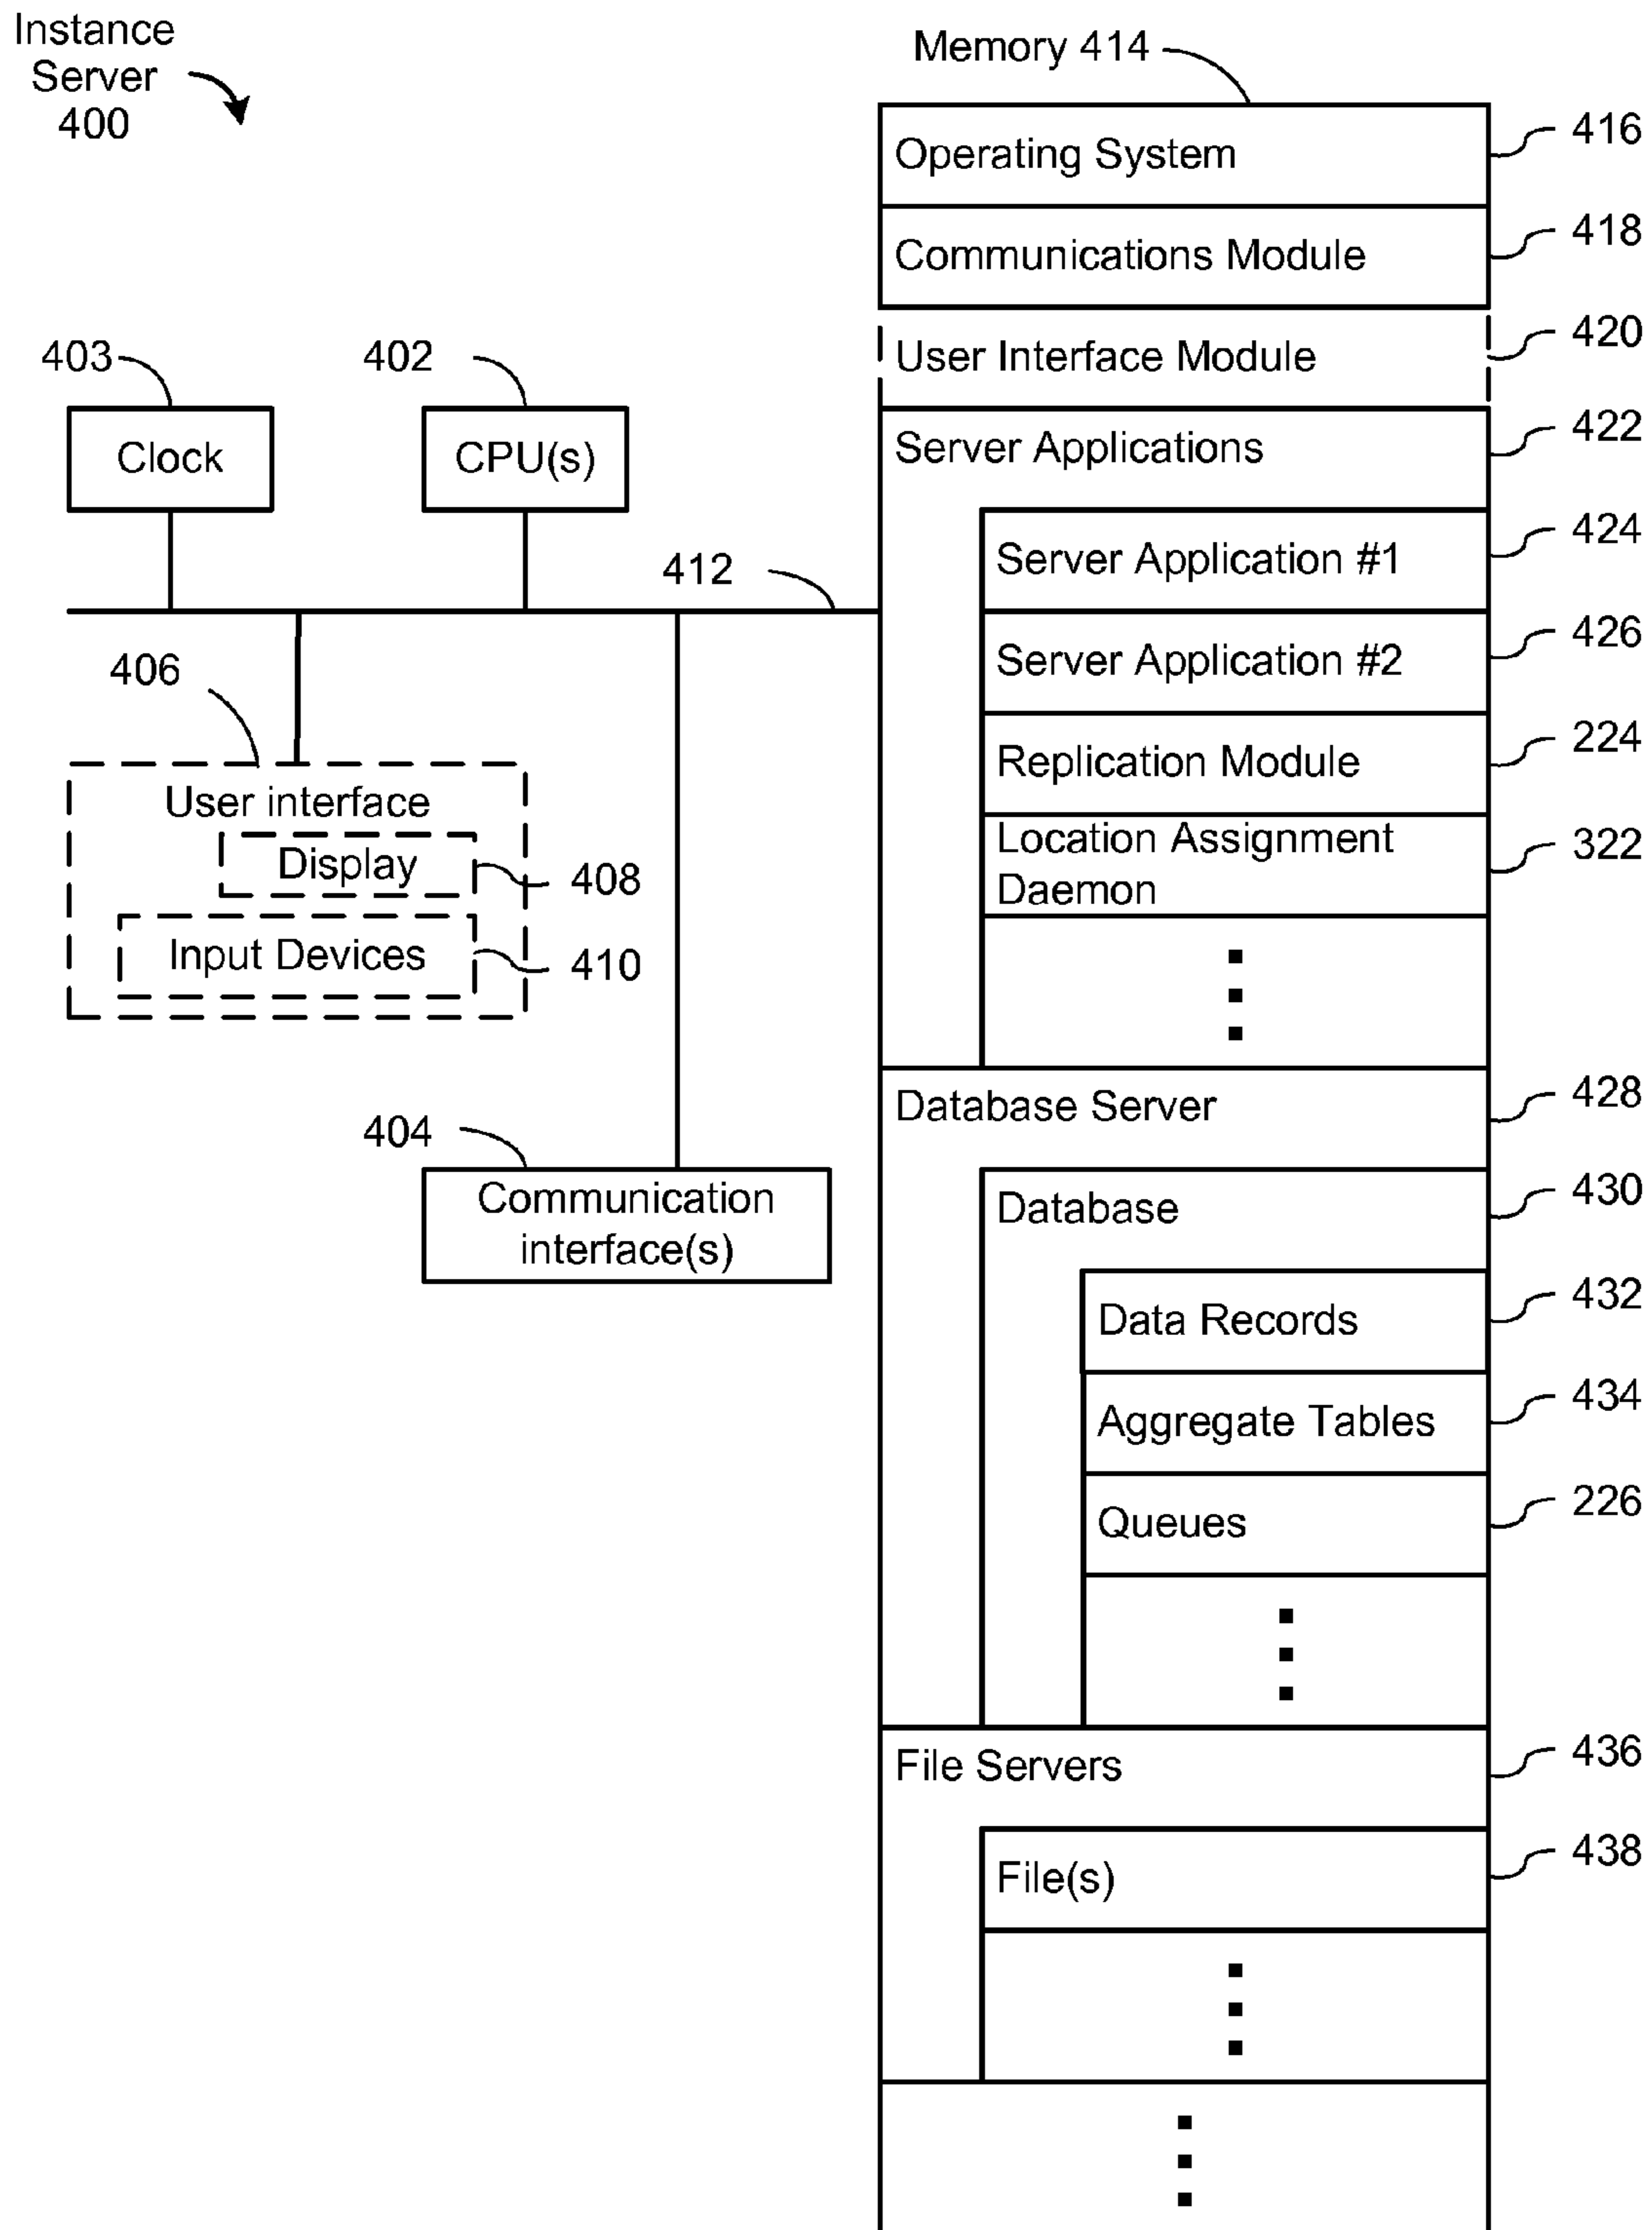 Instance
Server
400
Memory 414
Operating System
416
Communications Module
418
User Interface Module
420
403
402
Clock
CPU(s)
Server Applications
422
Server Application #1
424
412
Server Application #2
426
406
Replication Module
224
User interface
Display
408
Location Assignment
Daemon
322
Input Devices
410
Database Server
428
404
Communication
interface(s)
Database
430
Data Records
432
Aggregate Tables
434
Queues
226
File Servers
436
File(s)
438